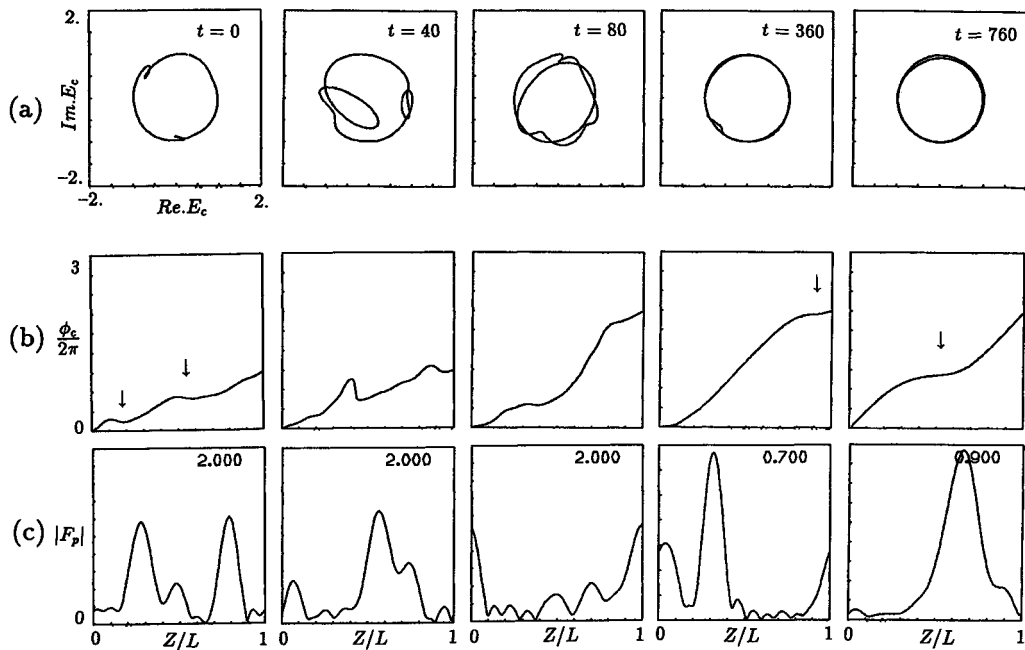 2.
t = 0
t = 40
t = 80
t = 360
t = 760
(a)
Im.E_c
-2.
-2.
Re.E_c
2.
3
(b)
ϕ_c
2π
↓
↓
↓
↓
2.000
2.000
2.000
0.700
0.900
(c)
|F_p|
0
0
Z/L
1
0
Z/L
1
0
Z/L
1
0
Z/L
1
0
Z/L
1